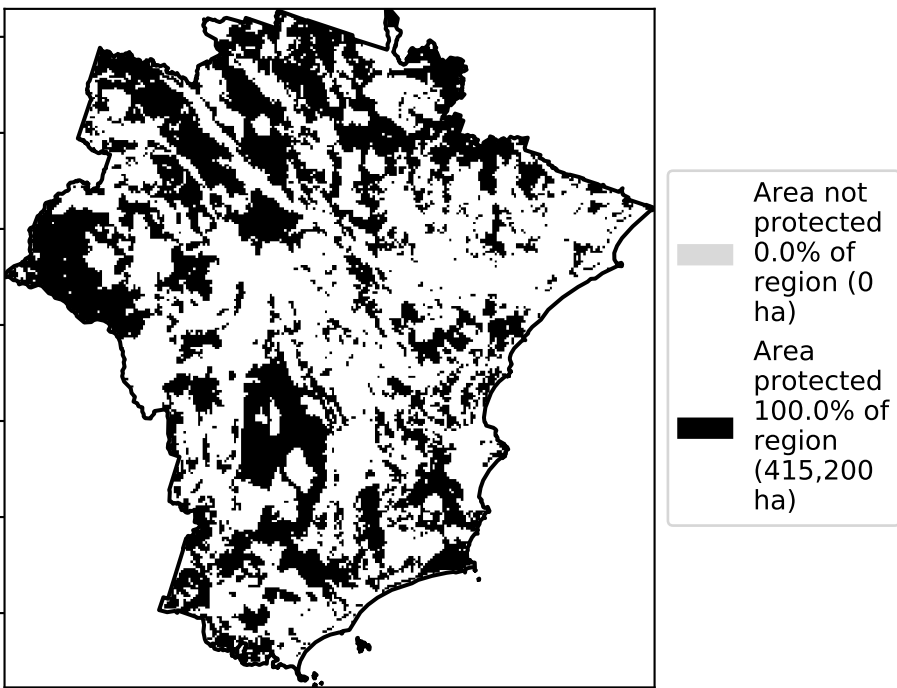 Area not
protected
0.0% of
region (0
ha)
Area
protected
100.0% of
region
(415,200
ha)